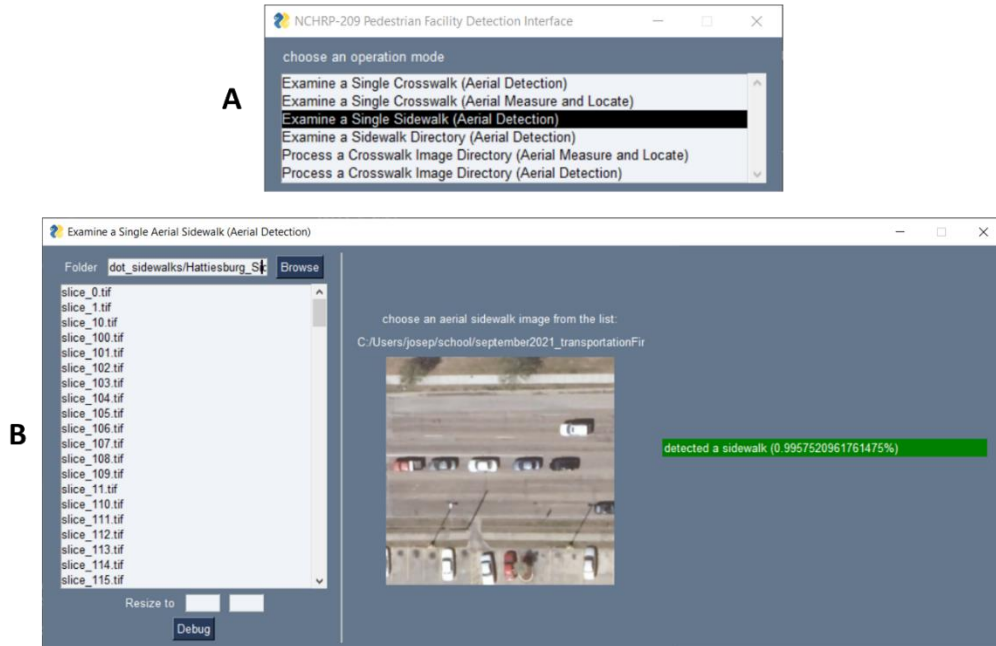 A
NCHRP-209 Pedestrian Facility Detection Interface
choose an operation mode
Examine a Single Crosswalk (Aerial Detection)
Examine a Single Crosswalk (Aerial Measure and Locate)
Examine a Single Sidewalk (Aerial Detection)
Examine a Sidewalk Directory (Aerial Detection)
Process a Crosswalk Image Directory (Aerial Measure and Locate)
Process a Crosswalk Image Directory (Aerial Detection)
B
Examine a Single Aerial Sidewalk (Aerial Detection)
Folder dot_sidewalks/Hattiesburg_Sic Browse
slice_0.tif
slice_1.tif
slice_10.tif
slice_100.tif
slice_101.tif
slice_102.tif
slice_103.tif
slice_104.tif
slice_105.tif
slice_106.tif
slice_107.tif
slice_108.tif
slice_109.tif
slice_11.tif
slice_110.tif
slice_111.tif
slice_112.tif
slice_113.tif
slice_114.tif
slice_115.tif
Resize to
Debug
choose an aerial sidewalk image from the list:
C:/Users/josep/school/september2021_transportationFir
detected a sidewalk (0.9957520961761475%)